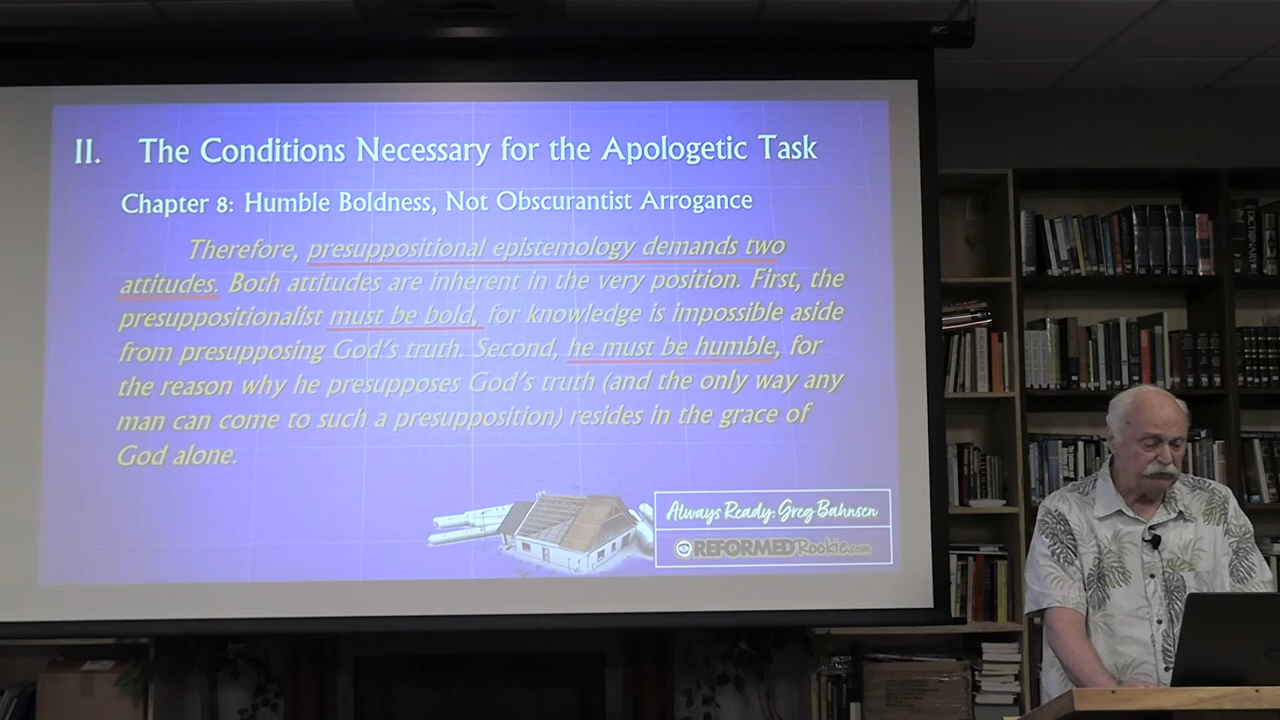 II. The Conditions Necessary for the Apologetic Task
Chapter 8: Humble Boldness, Not Obscurantist Arrogance
Therefore, presuppositional epistemology demands two
attitudes. Both attitudes are inherent in the very position. First, the
presuppositionalist must be bold, for knowledge is impossible aside
from presupposing God's truth. Second, he must be humble, for
the reason why he presupposes God's truth (and the only way any
man can come to such a presupposition) resides in the grace of
God alone.
Always Ready: Greg Bahnsen
REFORMEDRookie.com
DICTIONARY